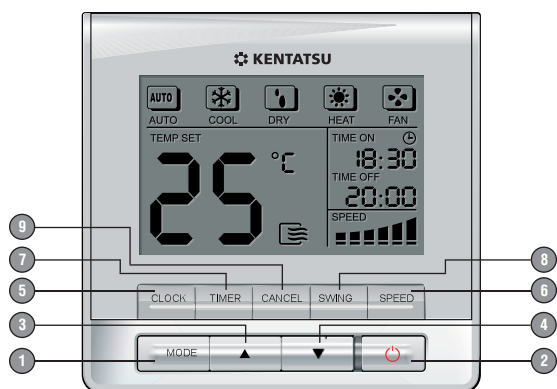 KENTATSU
AUTO
AUTO COOL DRY HEAT FAN
TEMP SET
25 °C
TIME ON
18:30
TIME OFF
20:00
SPEED
9
7
5
3
1
8
6
4
2
CLOCK TIMER CANCEL SWING SPEED
MODE